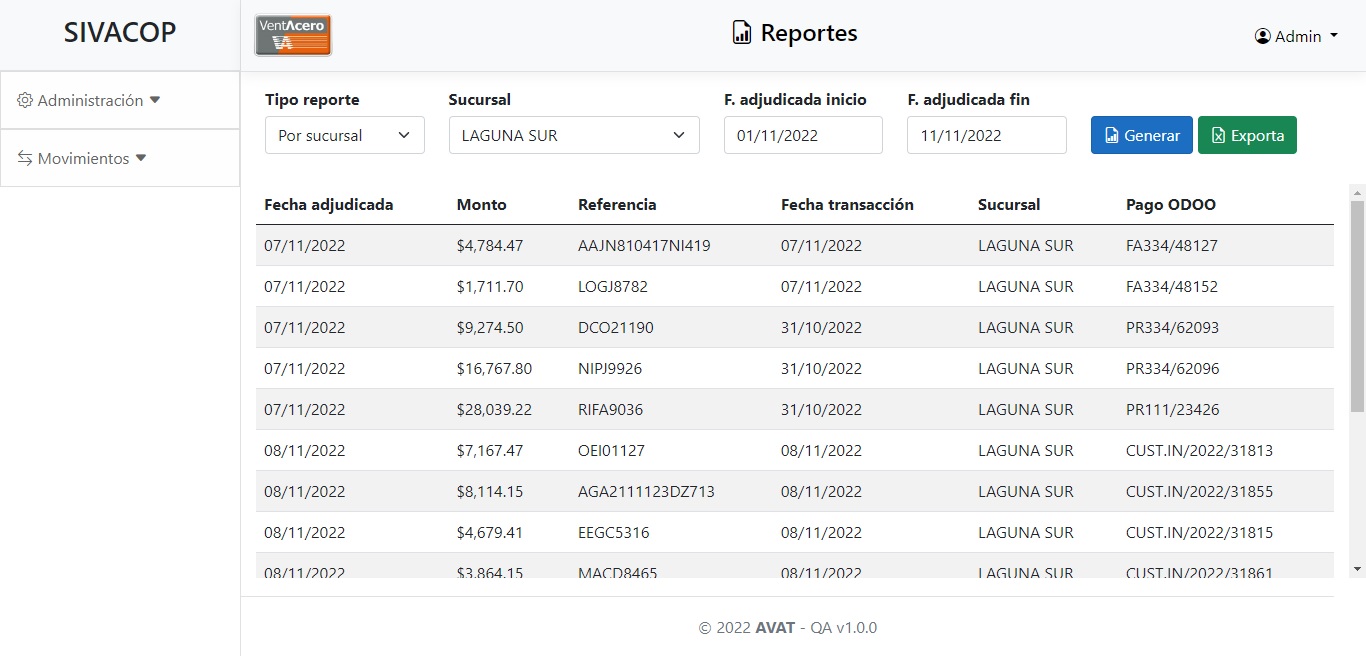 SIVACOP
VentAcero
VA
Reportes
Admin
Administración
Movimientos
Tipo reporte Sucursal F. adjudicada inicio F. adjudicada fin
Por sucursal LAGUNA SUR 01/11/2022 11/11/2022 Generar Exporta
Fecha adjudicada Monto Referencia Fecha transacción Sucursal Pago ODOO
07/11/2022 $4,784.47 AAJN810417NI419 07/11/2022 LAGUNA SUR FA334/48127
07/11/2022 $1,711.70 LOGJ8782 07/11/2022 LAGUNA SUR FA334/48152
07/11/2022 $9,274.50 DCO21190 31/10/2022 LAGUNA SUR PR334/62093
07/11/2022 $16,767.80 NIPJ9926 31/10/2022 LAGUNA SUR PR334/62096
07/11/2022 $28,039.22 RIFA9036 31/10/2022 LAGUNA SUR PR111/23426
08/11/2022 $7,167.47 OEI01127 08/11/2022 LAGUNA SUR CUST.IN/2022/31813
08/11/2022 $8,114.15 AGA2111123DZ713 08/11/2022 LAGUNA SUR CUST.IN/2022/31855
08/11/2022 $4,679.41 EEGC5316 08/11/2022 LAGUNA SUR CUST.IN/2022/31815
08/11/2022 $3,864.15 MACD8465 08/11/2022 LAGUNA SUR CUST.IN/2022/31861
© 2022 AVAT - QA v1.0.0